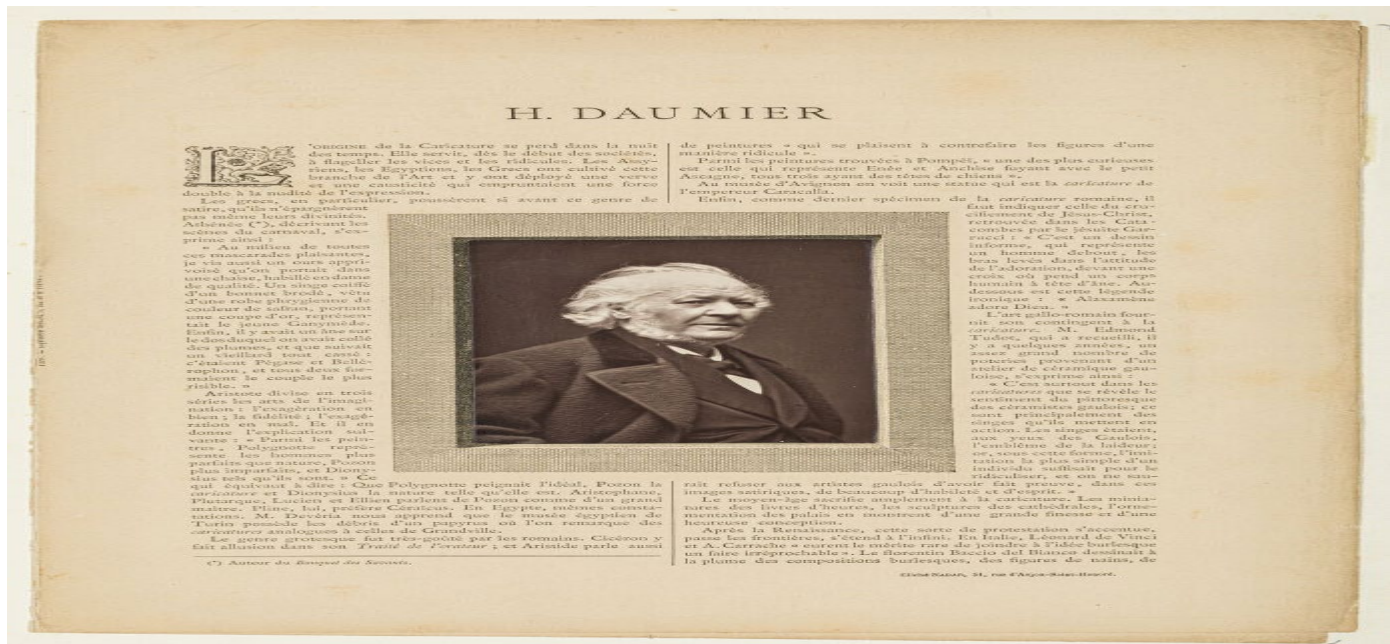 H. DAUMIER
L'ORIGINE de la Caricature se perd dans la nuit
des temps. Elle servit, dès le début des sociétés,
à flageller les vices et les ridicules. Les Assy-
riens, les Egyptiens, les Grecs ont cultivé cette
branche de l'Art et y ont déployé une verve
et une causticité qui empruntaient une force
double à la nudité de l'expression.
Les grecs, en particulier, poussèrent si avant ce genre de
satire, qu'ils n'épargnèrent
pas même leurs divinités.
Athénée (*), décrivant les
scènes du carnaval, s'ex-
prime ainsi :
« Au milieu de toutes
ces mascarades plaisantes,
je vis aussi un ours appri-
voisé qu'on portait dans
une chaise, habillé en dame
de qualité. Un singe coiffé
d'un bonnet brodé, vêtu
d'une robe phrygienne de
couleur de safran, portant
une coupe d'or, représen-
tait le jeune Ganymède.
Enfin, il y avait un âne sur
le dos duquel on avait collé
des plumes, et que suivait
un vieillard tout cassé :
c'étaient Pégase et Bellé-
rophon, et tous deux for-
maient le couple le plus
risible. »
Aristote divise en trois
séries les arts de l'imagi-
nation : l'exagération en
bien ; la fidélité ; l'exagé-
ration en mal. Et il en
donne l'explication sui-
vante : « Parmi les pein-
tres, Polygnotte repré-
sente les hommes plus
parfaits que nature, Pozon
plus imparfaits, et Diony-
sius tels qu'ils sont. » Ce
qui équivaut à dire : Que Polygnotte peignait l'idéal, Pozon la
caricature et Dionysius la nature telle qu'elle est. Aristophane,
Plutarque, Lucien et Ellien parlent de Pozon comme d'un grand
maître. Pline, lui, préfère Céraïcus. En Egypte, mêmes consta-
tations. M. Devéria nous apprend que le musée égyptien de
Turin possède les débris d'un papyrus où l'on remarque des
caricatures analogues à celles de Grandville.
Le genre grotesque fut très-goûté par les romains. Cicéron y
fait allusion dans son Traité de l'orateur ; et Aristide parle aussi
(*) Autour du Banquet des Savants.
de peintures « qui se plaisent à contrefaire les figures d'une
manière ridicule ».
Parmi les peintures trouvées à Pompéi, « une des plus curieuses
est celle qui représente Enée et Anchise fuyant avec le petit
Ascagne, tous trois ayant des têtes de chiens ».
Au musée d'Avignon on voit une statue qui est la caricature de
l'empereur Caracalla.
Enfin, comme dernier spécimen de la caricature romaine, il
faut indiquer celle du cru-
cifiement de Jésus-Christ,
retrouvée dans les Cata-
combes par le jésuite Gar-
rucci : « C'est un dessin
informe, qui représente
un homme debout, les
bras levés dans l'attitude
de l'adoration, devant une
croix où pend un corps
humain à tête d'âne. Au-
dessous est cette légende
ironique : « Alaxamène
adore Dieu. »
L'art gallo-romain four-
nit son contingent à la
caricature. M. Edmond
Tudot, qui a recueilli, il
y a quelques années, un
assez grand nombre de
poteries provenant d'un
atelier de céramique gau-
loise, s'exprime ainsi :
« C'est surtout dans les
caricatures que se révèle le
sentiment du pittoresque
des céramistes gaulois ; ce
sont principalement des
singes qu'ils mettent en
action. Les singes étaient,
aux yeux des Gaulois,
l'emblême de la laideur ;
or, sous cette forme, l'imi-
tation la plus simple d'un
individu suffisait pour le
ridiculiser, et on ne sau-
rait refuser aux artistes gaulois d'avoir fait preuve, dans ces
images satiriques, de beaucoup d'habileté et d'esprit. »
Le moyen-âge sacrifie amplement à la caricature. Les minia-
tures des livres d'heures, les sculptures des cathédrales, l'orne-
mentation des palais en montrent d'une grande finesse et d'une
heureuse conception.
Après la Renaissance, cette sorte de protestation s'accentue,
passe les frontières, s'étend à l'infini. En Italie, Léonard de Vinci
et A. Carrache « eurent le mérite rare de joindre à l'idée burlesque
un faire irréprochable ». Le florentin Baccio del Bianco dessinait à
la plume des compositions burlesques, des figures de nains, de
Cliché Nadar, 51, rue d'Anjou-Saint-Honoré.